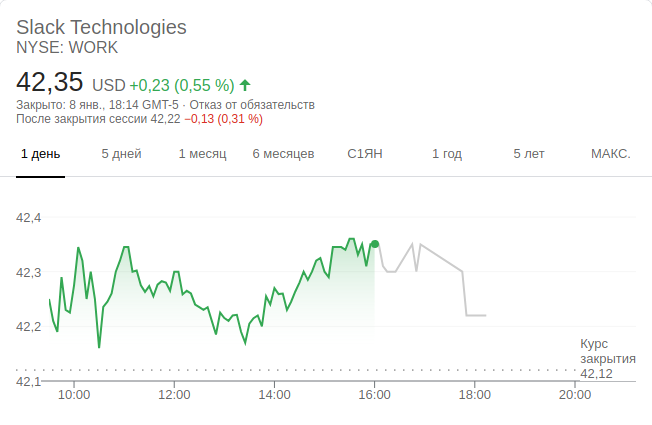 Slack Technologies
NYSE: WORK
42,35 USD +0,23 (0,55 %)
Закрыто: 8 янв., 18:14 GMT-5 · Отказ от обязательств
После закрытия сессии 42,22 −0,13 (0,31 %)
1 день 5 дней 1 месяц 6 месяцев С1ЯН 1 год 5 лет МАКС.
42,4
42,3
42,2
Курс
закрытия
42,12
42,1
10:00 12:00 14:00 16:00 18:00 20:00